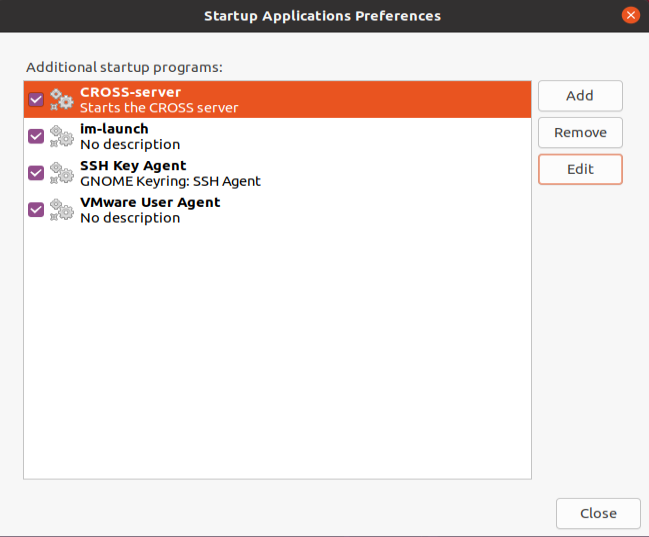 Startup Applications Preferences
Additional startup programs:
CROSS-server
Starts the CROSS server
im-launch
No description
SSH Key Agent
GNOME Keyring: SSH Agent
VMware User Agent
No description
Add
Remove
Edit
Close